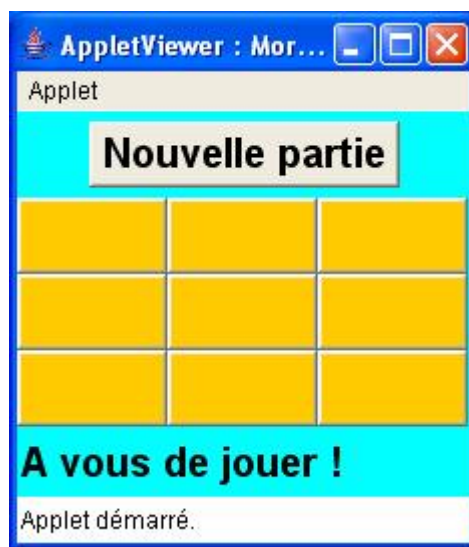 AppletViewer : Mor...
Applet
Nouvelle partie
A vous de jouer !
Applet démarré.